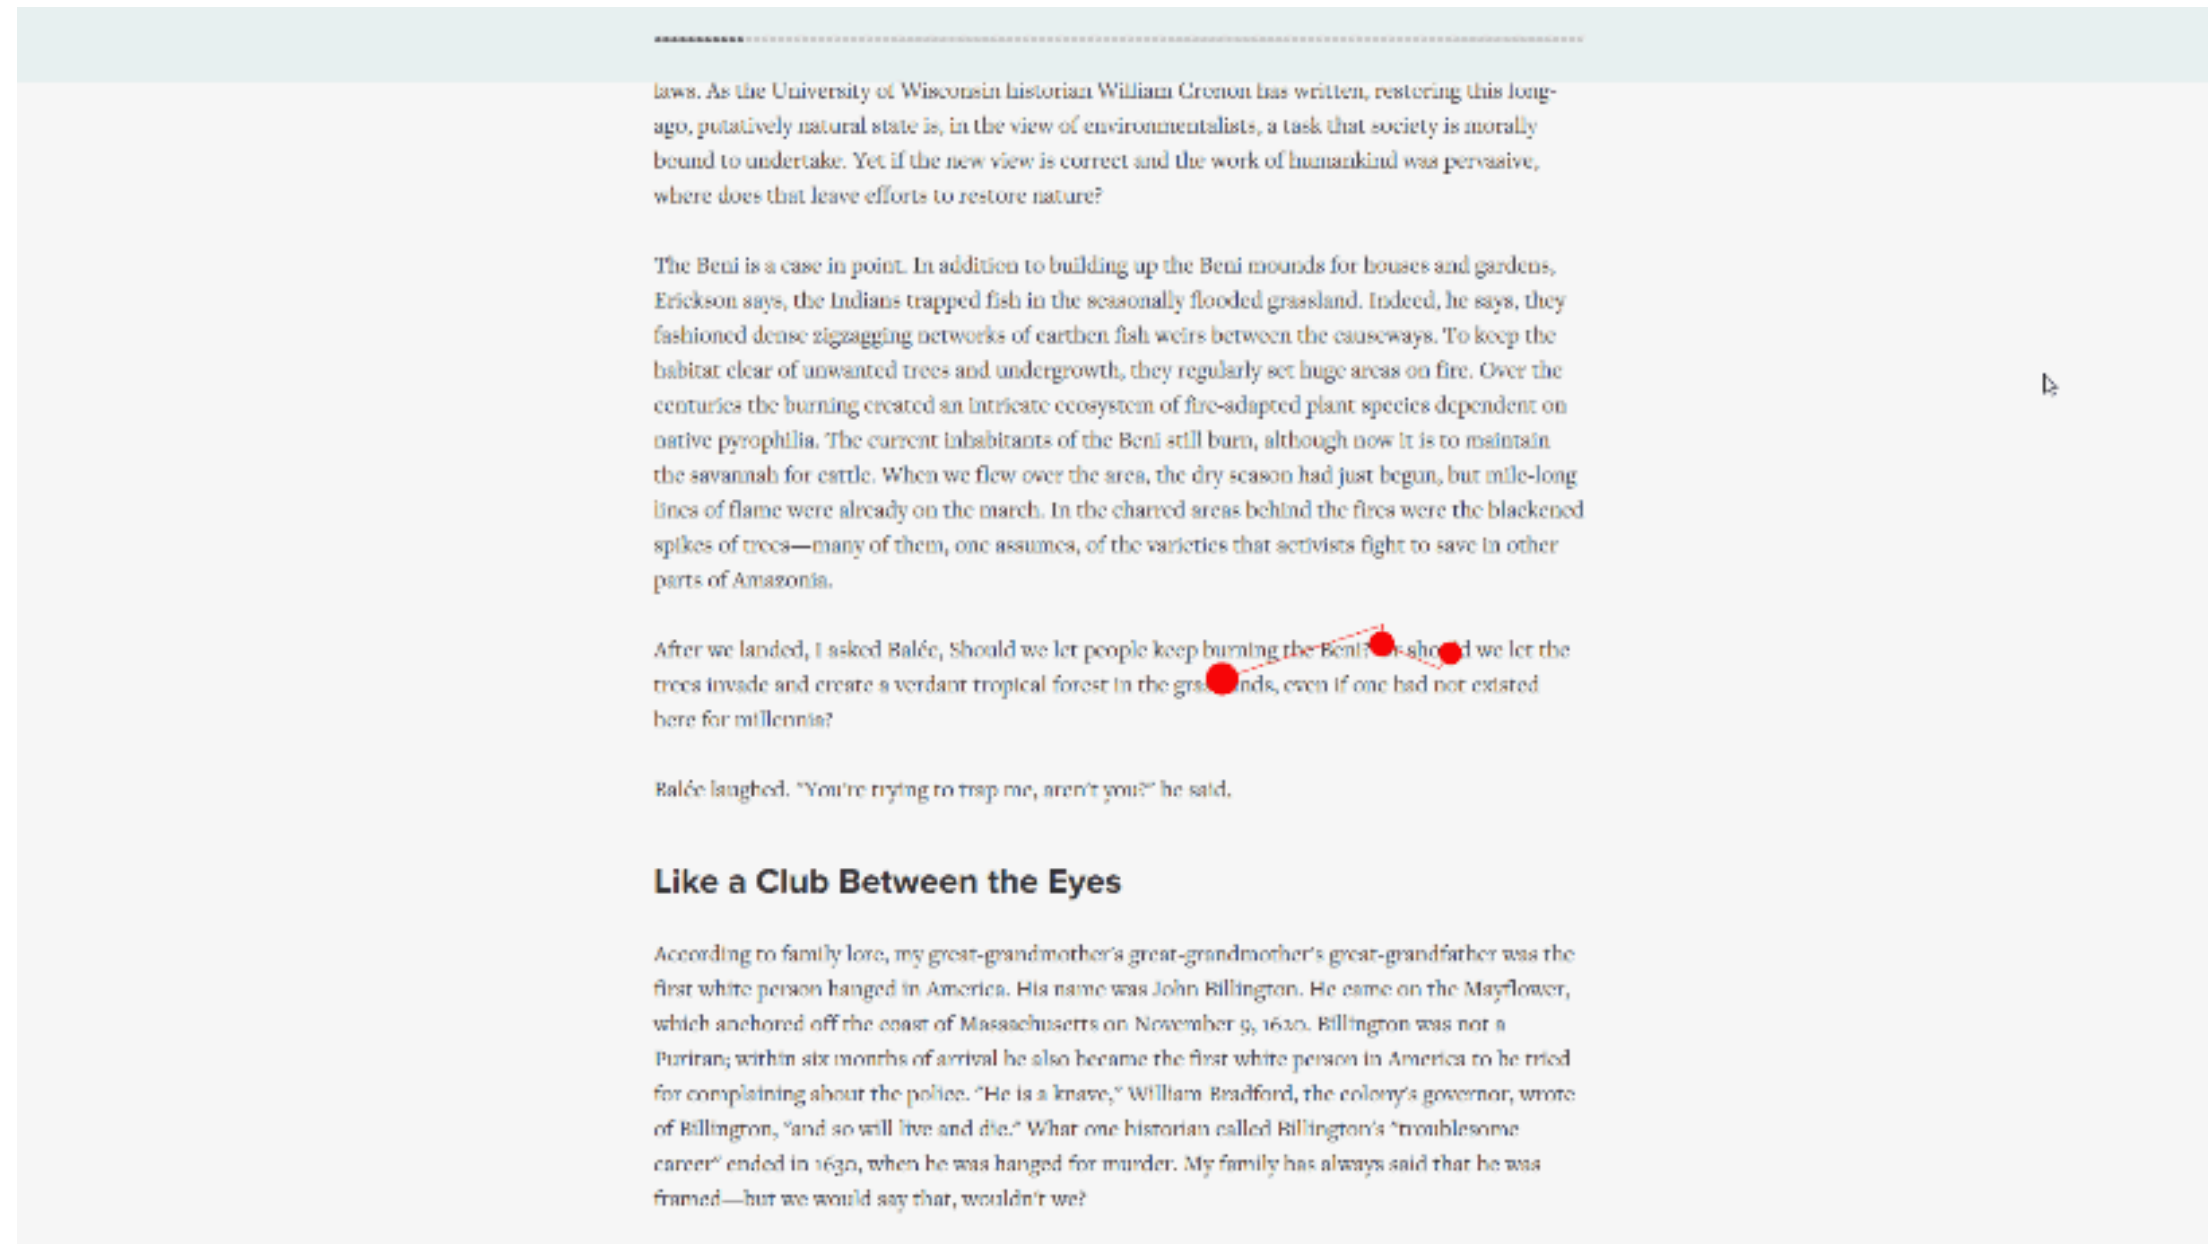 laws. As the University of Wisconsin historian William Cronon has written, restoring this long-
ago, putatively natural state is, in the view of environmentalists, a task that society is morally
bound to undertake. Yet if the new view is correct and the work of humankind was pervasive,
where does that leave efforts to restore nature?
The Beni is a case in point. In addition to building up the Beni mounds for houses and gardens,
Erickson says, the Indians trapped fish in the seasonally flooded grassland. Indeed, he says, they
fashioned dense zigzagging networks of earthen fish weirs between the causeways. To keep the
habitat clear of unwanted trees and undergrowth, they regularly set huge areas on fire. Over the
centuries the burning created an intricate ecosystem of fire-adapted plant species dependent on
native pyrophilia. The current inhabitants of the Beni still burn, although now it is to maintain
the savannah for cattle. When we flew over the area, the dry season had just begun, but mile-long
lines of flame were already on the march. In the charred areas behind the fires were the blackened
spikes of trees—many of them, one assumes, of the varieties that activists fight to save in other
parts of Amazonia.
After we landed, I asked Balée, Should we let people keep burning the Beni? should we let the
trees invade and create a verdant tropical forest in the grasslands, even if one had not existed
here for millennia?
Balée laughed. "You're trying to trap me, aren't you?" he said.
Like a Club Between the Eyes
According to family lore, my great-grandmother's great-grandmother's great-grandfather was the
first white person hanged in America. His name was John Billington. He came on the Mayflower,
which anchored off the coast of Massachusetts on November 9, 1620. Billington was not a
Puritan; within six months of arrival he also became the first white person in America to be tried
for complaining about the police. "He is a knave," William Bradford, the colony's governor, wrote
of Billington, "and so will live and die." What one historian called Billington's "troublesome
career" ended in 1630, when he was hanged for murder. My family has always said that he was
framed—but we would say that, wouldn't we?